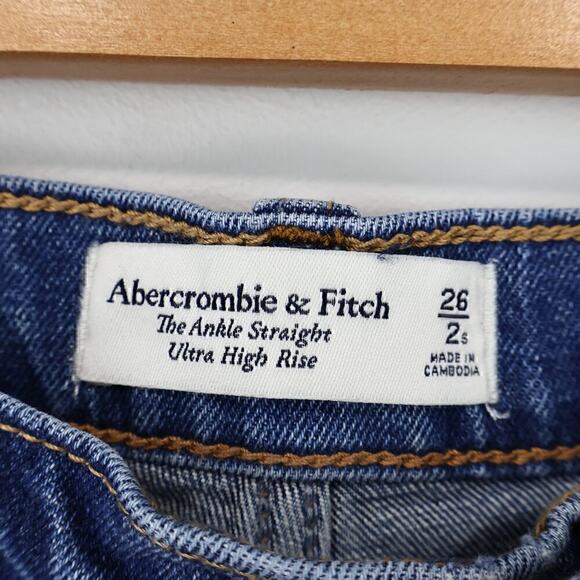 Abercrombie & Fitch
The Ankle Straight
Ultra High Rise
26
2s
MADE IN
CAMBODIA